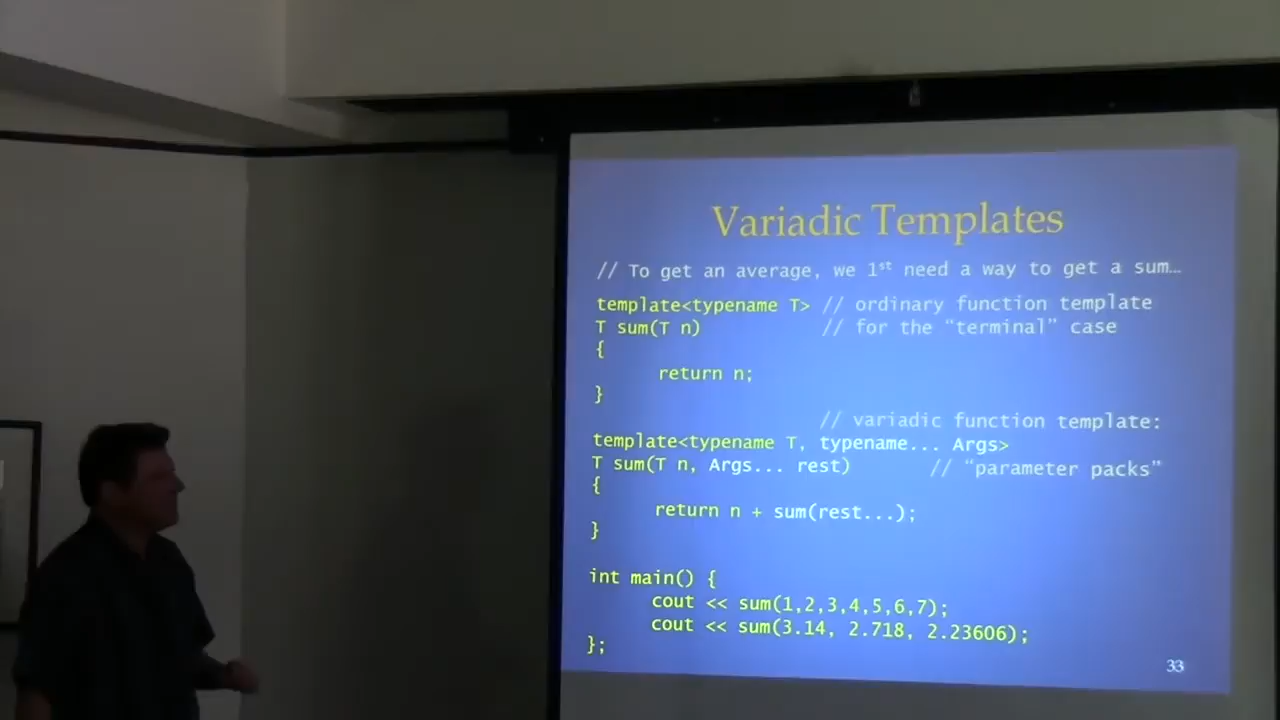 Variadic Templates
// To get an average, we 1st need a way to get a sum…
template<typename T> // ordinary function template
T sum(T n) // for the “terminal” case
{
return n;
}
// variadic function template:
template<typename T, typename... Args>
T sum(T n, Args... rest) // “parameter packs”
{
return n + sum(rest...);
}
int main() {
cout << sum(1,2,3,4,5,6,7);
cout << sum(3.14, 2.718, 2.23606);
};
33